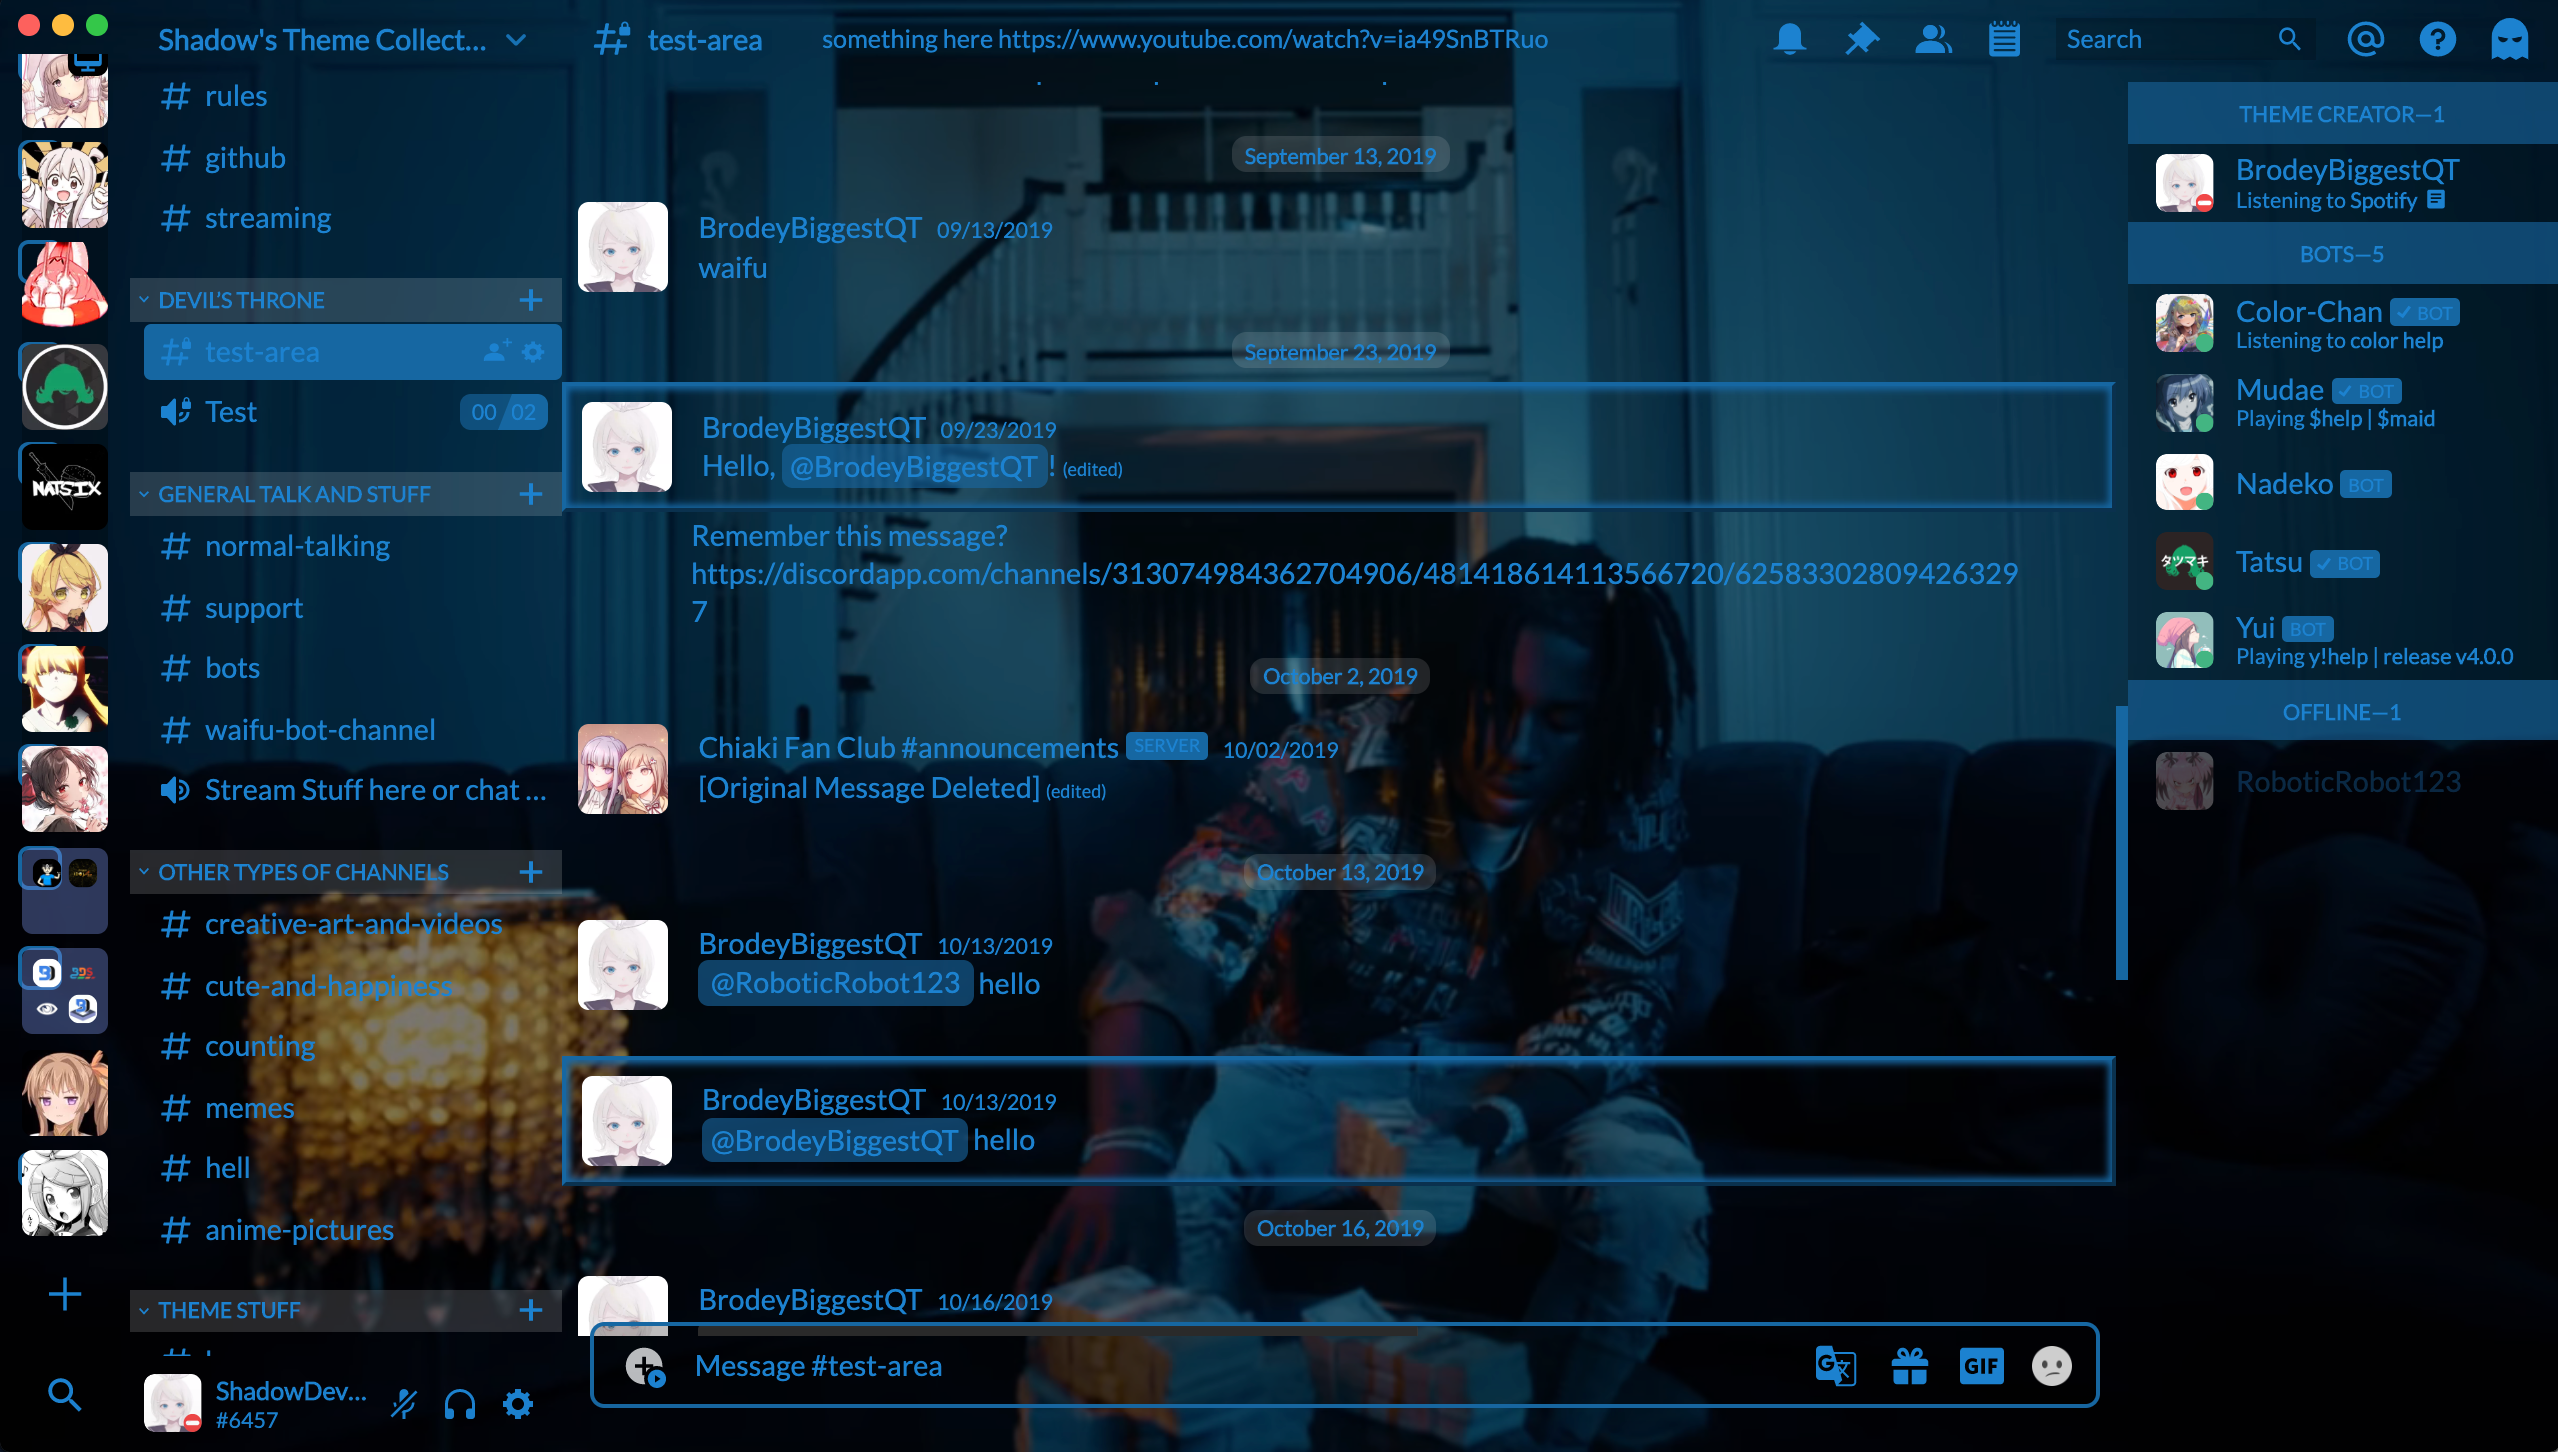 Shadow's Theme Collect...
rules
github
streaming
DEVIL'S THRONE
test-area
Test
00 / 02
GENERAL TALK AND STUFF
normal-talking
support
bots
waifu-bot-channel
Stream Stuff here or chat ...
OTHER TYPES OF CHANNELS
creative-art-and-videos
cute-and-happiness
counting
memes
hell
anime-pictures
THEME STUFF
ShadowDev...
#6457
NATSIX
test-area
something here https://www.youtube.com/watch?v=ia49SnBTRuo
Search
September 13, 2019
BrodeyBiggestQT 09/13/2019
waifu
September 23, 2019
BrodeyBiggestQT 09/23/2019
Hello, @BrodeyBiggestQT! (edited)
Remember this message?
https://discordapp.com/channels/313074984362704906/481418614113566720/62583302809426329
7
October 2, 2019
Chiaki Fan Club #announcements SERVER 10/02/2019
[Original Message Deleted] (edited)
October 13, 2019
BrodeyBiggestQT 10/13/2019
@RoboticRobot123 hello
BrodeyBiggestQT 10/13/2019
@BrodeyBiggestQT hello
October 16, 2019
BrodeyBiggestQT 10/16/2019
Message #test-area
GIF
THEME CREATOR—1
BrodeyBiggestQT
Listening to Spotify
BOTS—5
Color-Chan BOT
Listening to color help
Mudae BOT
Playing $help | $maid
Nadeko BOT
タツマキ
Tatsu BOT
Yui BOT
Playing y!help | release v4.0.0
OFFLINE—1
RoboticRobot123